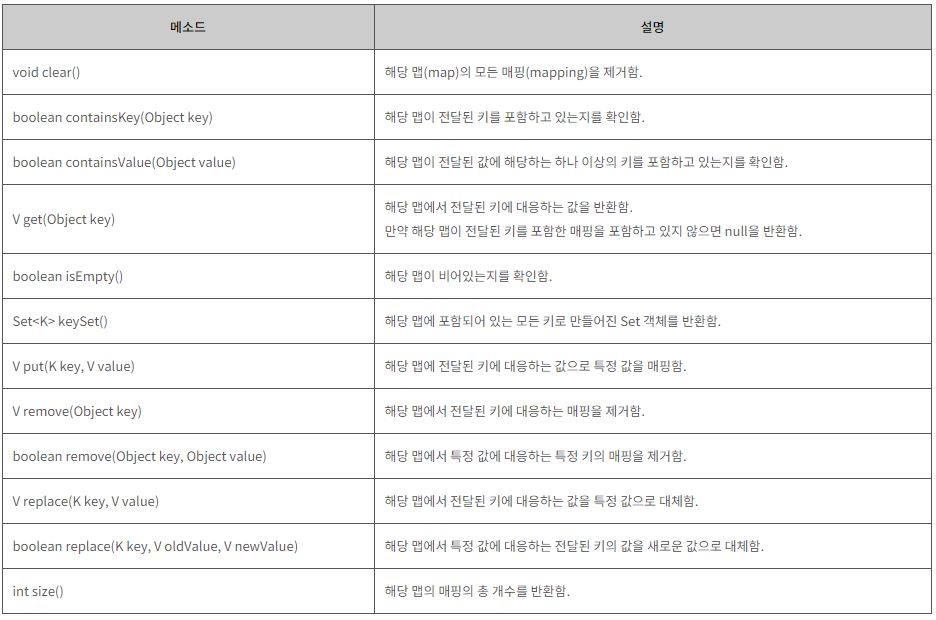 메소드
설명
void clear()
해당 맵(map)의 모든 매핑(mapping)을 제거함.
boolean containsKey(Object key)
해당 맵이 전달된 키를 포함하고 있는지를 확인함.
boolean containsValue(Object value)
해당 맵이 전달된 값에 해당하는 하나 이상의 키를 포함하고 있는지를 확인함.
V get(Object key)
해당 맵에서 전달된 키에 대응하는 값을 반환함.
만약 해당 맵이 전달된 키를 포함한 매핑을 포함하고 있지 않으면 null을 반환함.
boolean isEmpty()
해당 맵이 비어있는지를 확인함.
Set<K> keySet()
해당 맵에 포함되어 있는 모든 키로 만들어진 Set 객체를 반환함.
V put(K key, V value)
해당 맵에 전달된 키에 대응하는 값으로 특정 값을 매핑함.
V remove(Object key)
해당 맵에서 전달된 키에 대응하는 매핑을 제거함.
boolean remove(Object key, Object value)
해당 맵에서 특정 값에 대응하는 특정 키의 매핑을 제거함.
V replace(K key, V value)
해당 맵에서 전달된 키에 대응하는 값을 특정 값으로 대체함.
boolean replace(K key, V oldValue, V newValue)
해당 맵에서 특정 값에 대응하는 전달된 키의 값을 새로운 값으로 대체함.
int size()
해당 맵의 매핑의 총 개수를 반환함.